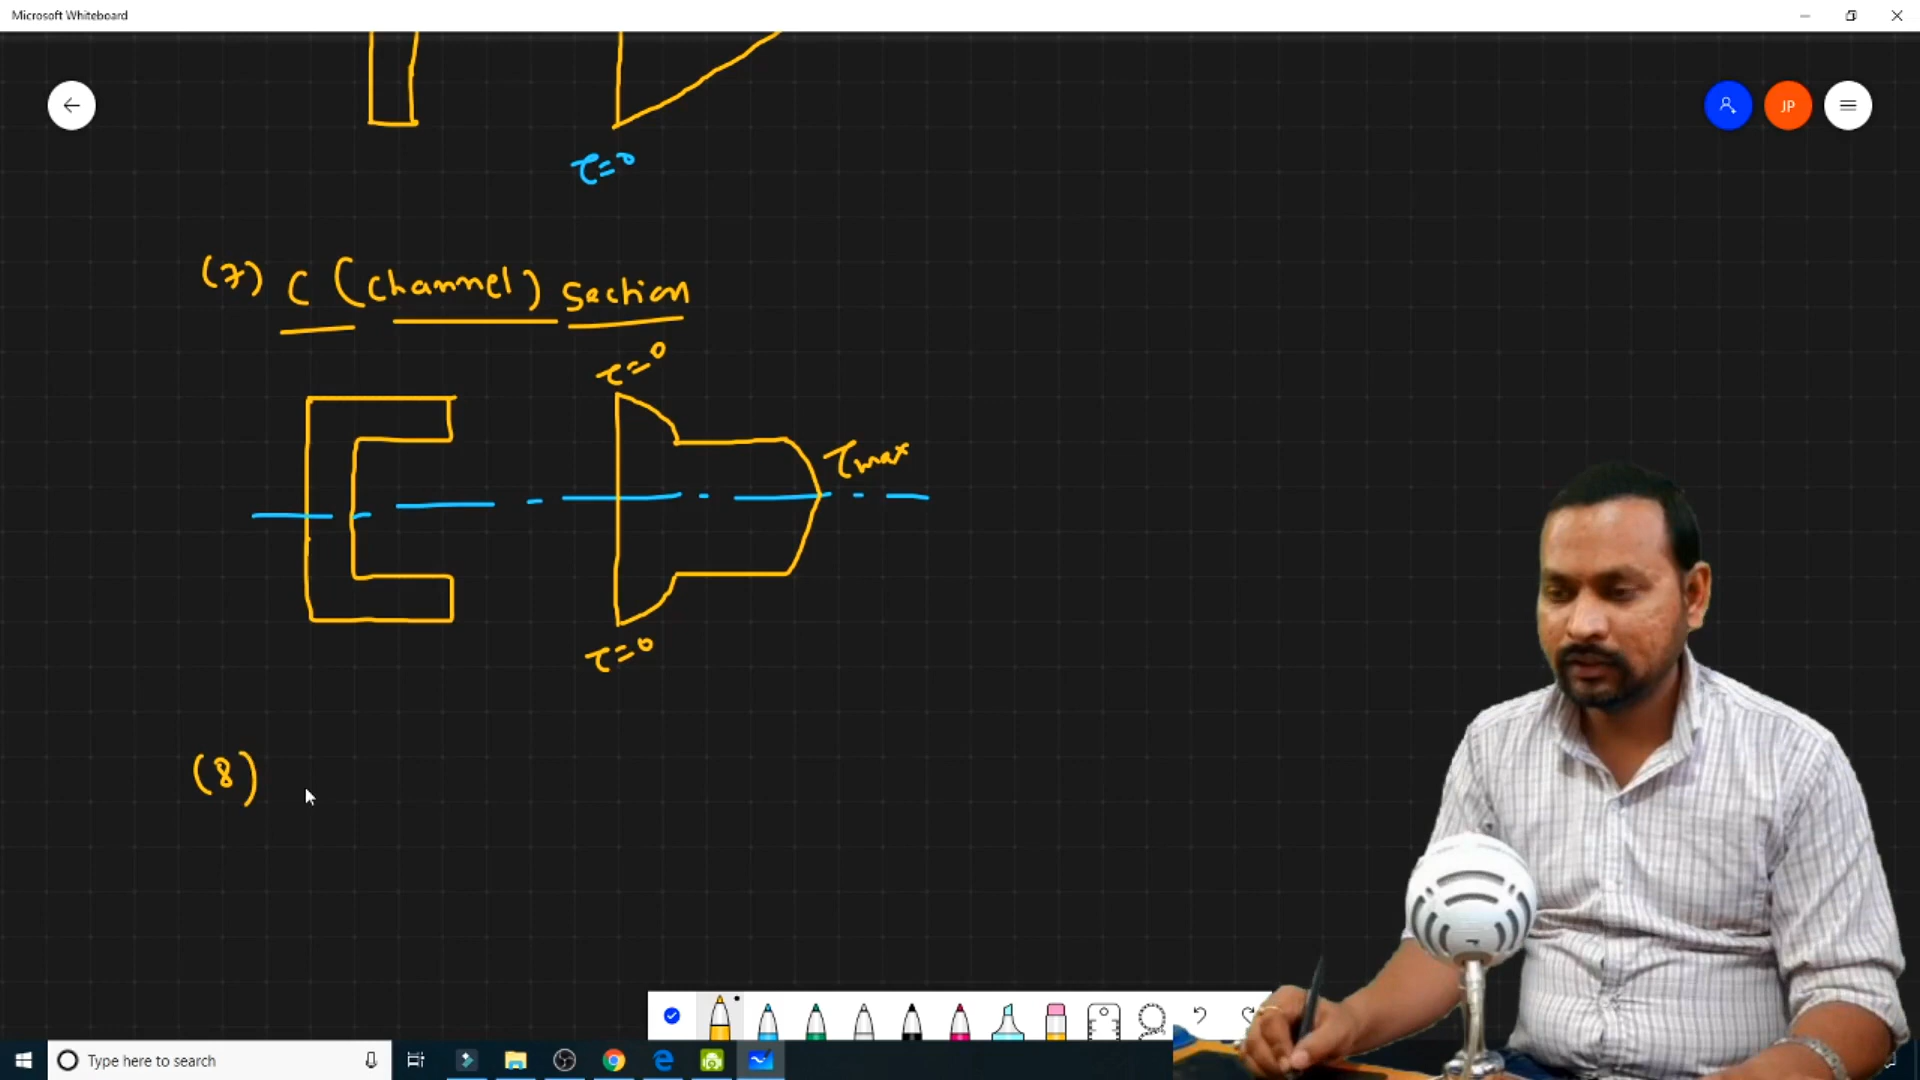 Microsoft Whiteboard
JP
τ=0
(7) C (channel) Section
τ=0
τmax
τ=0
(8)
Type here to search